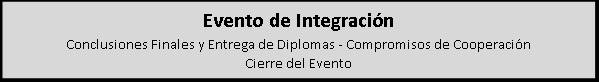 Evento de Integración
Conclusiones Finales y Entrega de Diplomas - Compromisos de Cooperación
Cierre del Evento